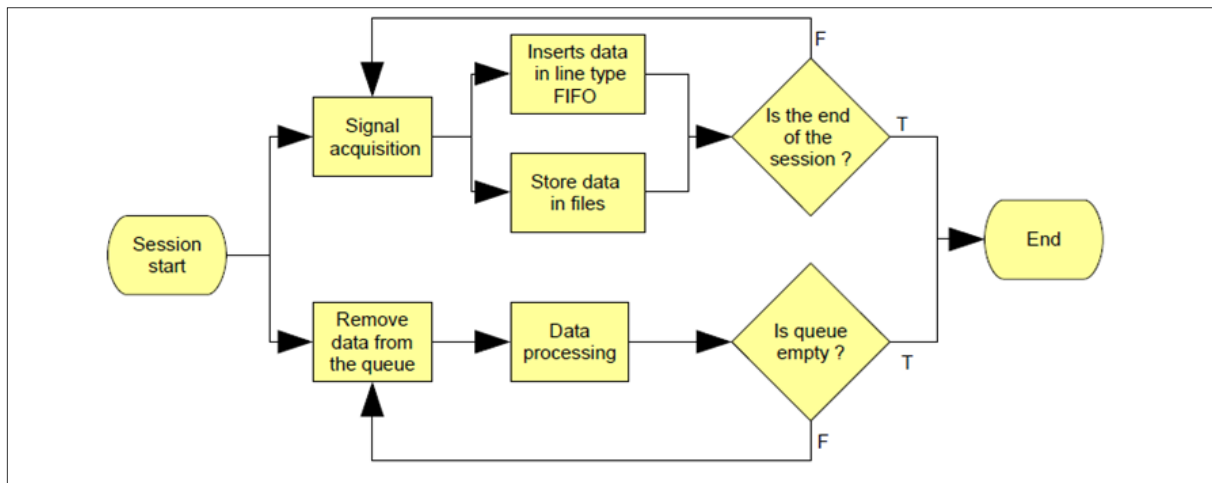 F
Inserts data
in line type
FIFO
Signal
acquisition
Is the end
of the
session ?
T
Store data
in files
Session
start
End
Remove
data from
the queue
Data
processing
Is queue
empty ?
T
F